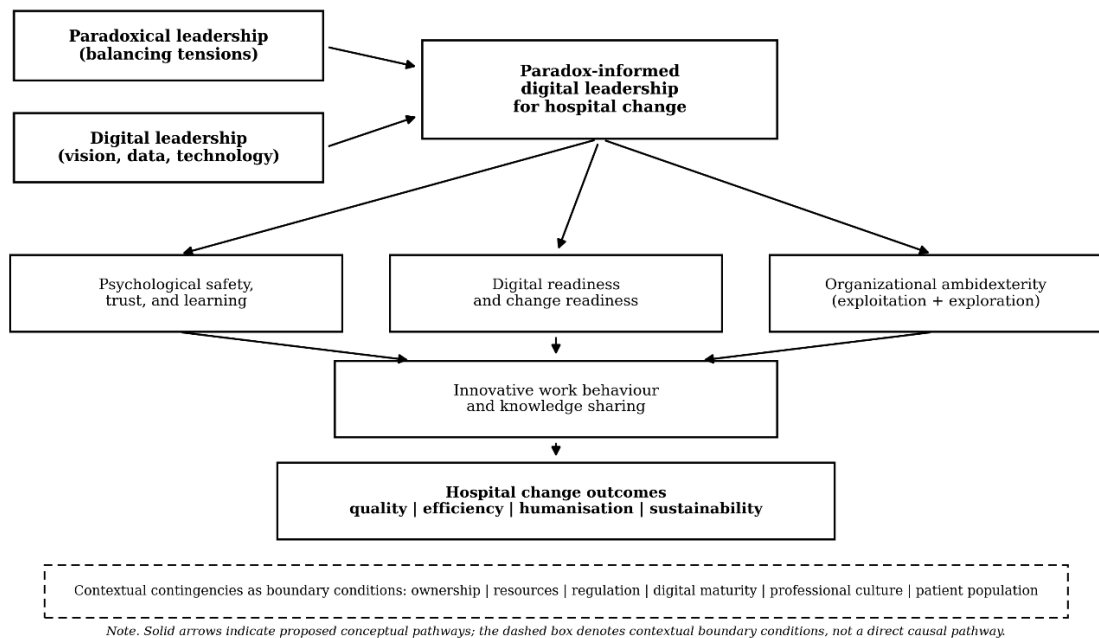 Paradoxical leadership
(balancing tensions)
Digital leadership
(vision, data, technology)
Paradox-informed
digital leadership
for hospital change
Psychological safety,
trust, and learning
Digital readiness
and change readiness
Organizational ambidexterity
(exploitation + exploration)
Innovative work behaviour
and knowledge sharing
Hospital change outcomes
quality | efficiency | humanisation | sustainability
Contextual contingencies as boundary conditions: ownership | resources | regulation | digital maturity | professional culture | patient population
Note. Solid arrows indicate proposed conceptual pathways; the dashed box denotes contextual boundary conditions, not a direct causal pathway.